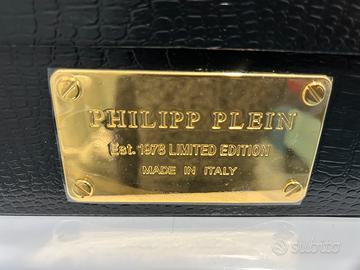 PHILIPP PLEIN
Est. 1978 LIMITED EDITION
MADE IN ITALY
subito